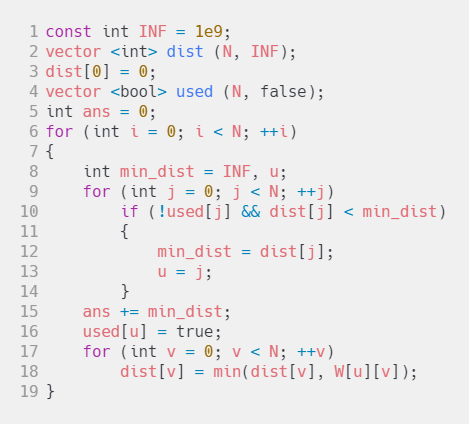 1 const int INF = 1e9;
2 vector <int> dist (N, INF);
3 dist[0] = 0;
4 vector <bool> used (N, false);
5 int ans = 0;
6 for (int i = 0; i < N; ++i)
7 {
8     int min_dist = INF, u;
9     for (int j = 0; j < N; ++j)
10         if (!used[j] && dist[j] < min_dist)
11         {
12             min_dist = dist[j];
13             u = j;
14         }
15     ans += min_dist;
16     used[u] = true;
17     for (int v = 0; v < N; ++v)
18         dist[v] = min(dist[v], W[u][v]);
19 }